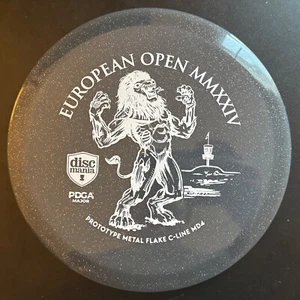 EUROPEAN OPEN MMXXIV
disc
mania
PDGA
MAJOR
PROTOTYPE METAL FLAKE C-LINE MD4